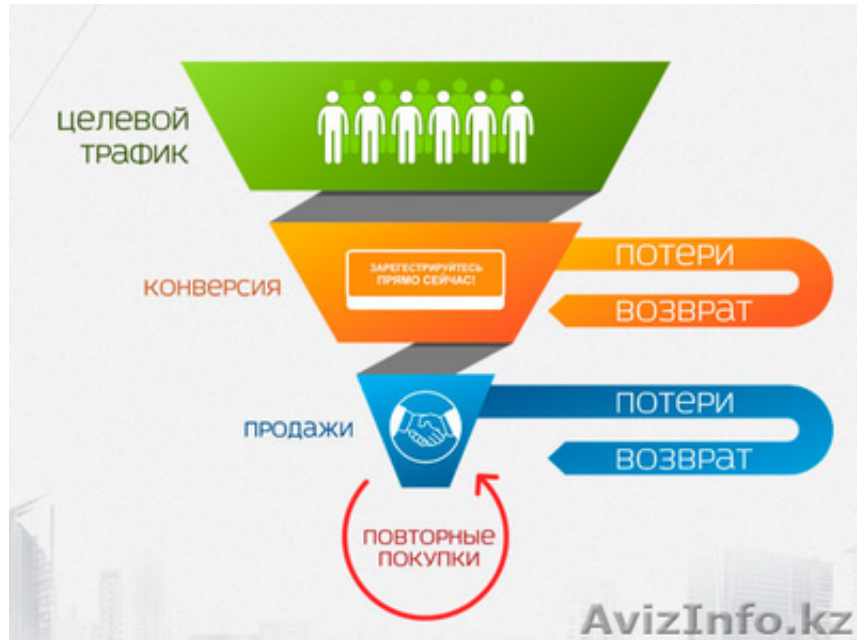 целевой
трафик
конверсия
ЗАРЕГЕСТРИРУЙТЕСЬ
ПРЯМО СЕЙЧАС!
потери
возврат
продажи
потери
возврат
повторные
покупки
AvizInfo.kz